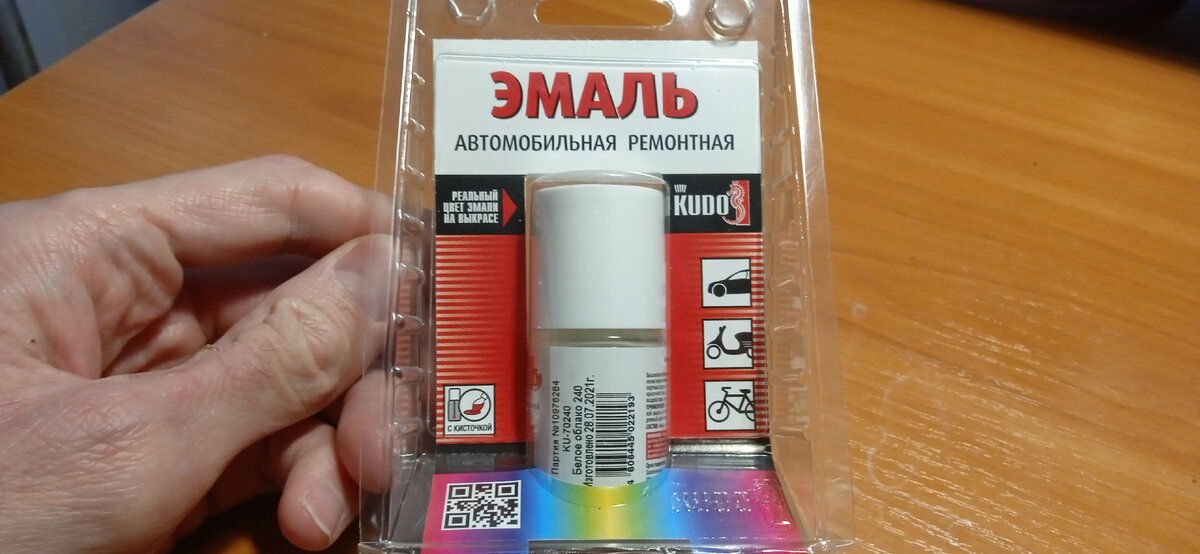 ЭМАЛЬ
АВТОМОБИЛЬНАЯ РЕМОНТНАЯ
РЕАЛЬНЫЙ
ЦВЕТ ЭМАЛИ
НА ВЫКРАСЕ
KUDO
С КИСТОЧКОЙ
Партия №10976284
KU-70240
Белое облако 240
Изготовлено 28.07.2021г.
4 606445 022193